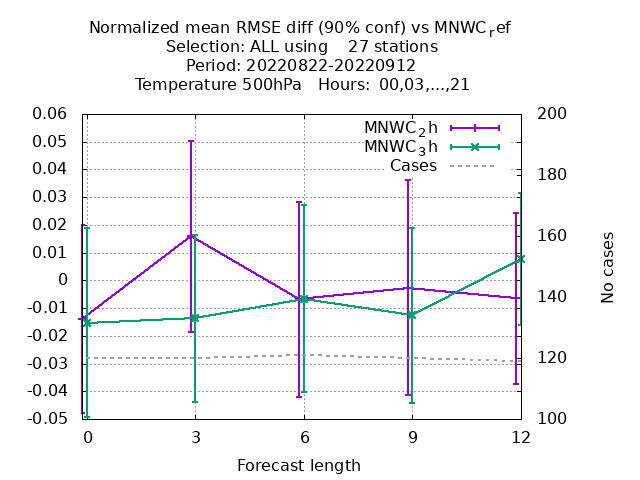 Normalized mean RMSE diff (90% conf) vs MNWC_ref
Selection: ALL using 27 stations
Period: 20220822-20220912
Temperature 500hPa Hours: 00,03,...,21
0.06
0.05
0.04
0.03
0.02
0.01
0
-0.01
-0.02
-0.03
-0.04
-0.05
MNWC_2h
MNWC_3h
Cases
200
180
160
140
120
100
No cases
0 3 6 9 12
Forecast length